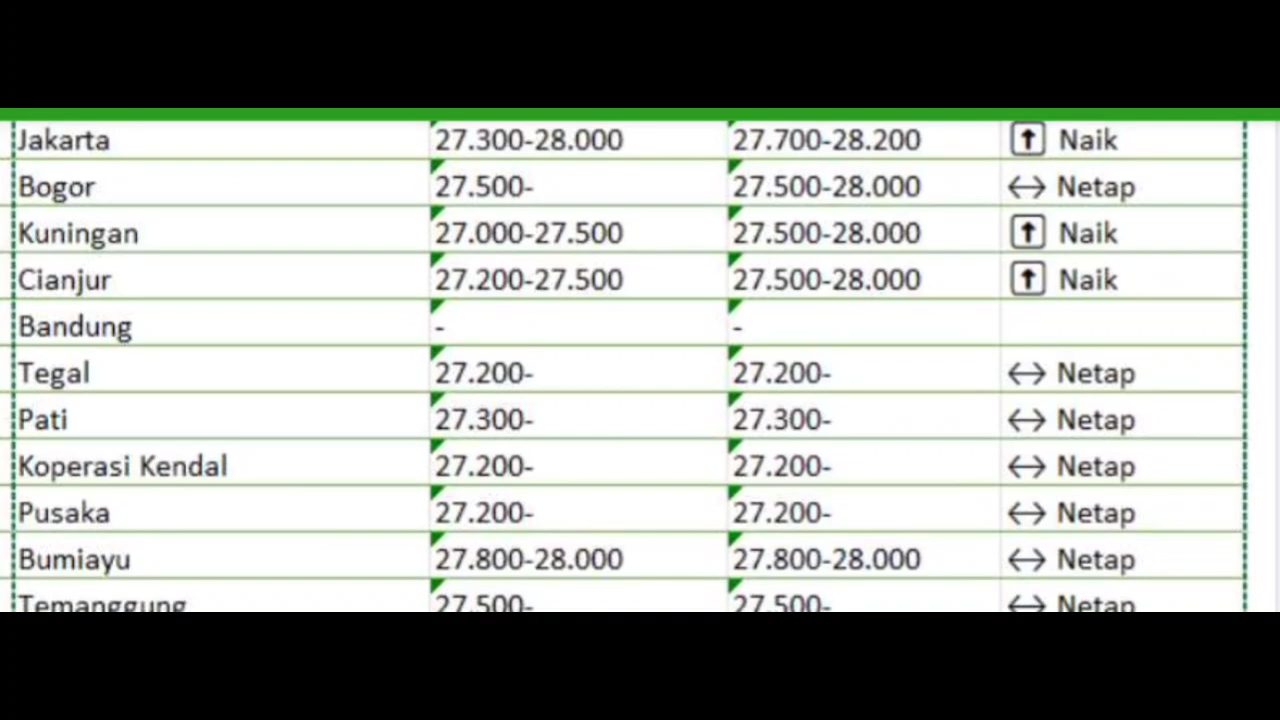 Jakarta 27.300-28.000 27.700-28.200 ↑ Naik
Bogor 27.500- 27.500-28.000 ↔ Netap
Kuningan 27.000-27.500 27.500-28.000 ↑ Naik
Cianjur 27.200-27.500 27.500-28.000 ↑ Naik
Bandung - -
Tegal 27.200- 27.200- ↔ Netap
Pati 27.300- 27.300- ↔ Netap
Koperasi Kendal 27.200- 27.200- ↔ Netap
Pusaka 27.200- 27.200- ↔ Netap
Bumiayu 27.800-28.000 27.800-28.000 ↔ Netap
Temanggung 27.500- 27.500- ↔ Netap